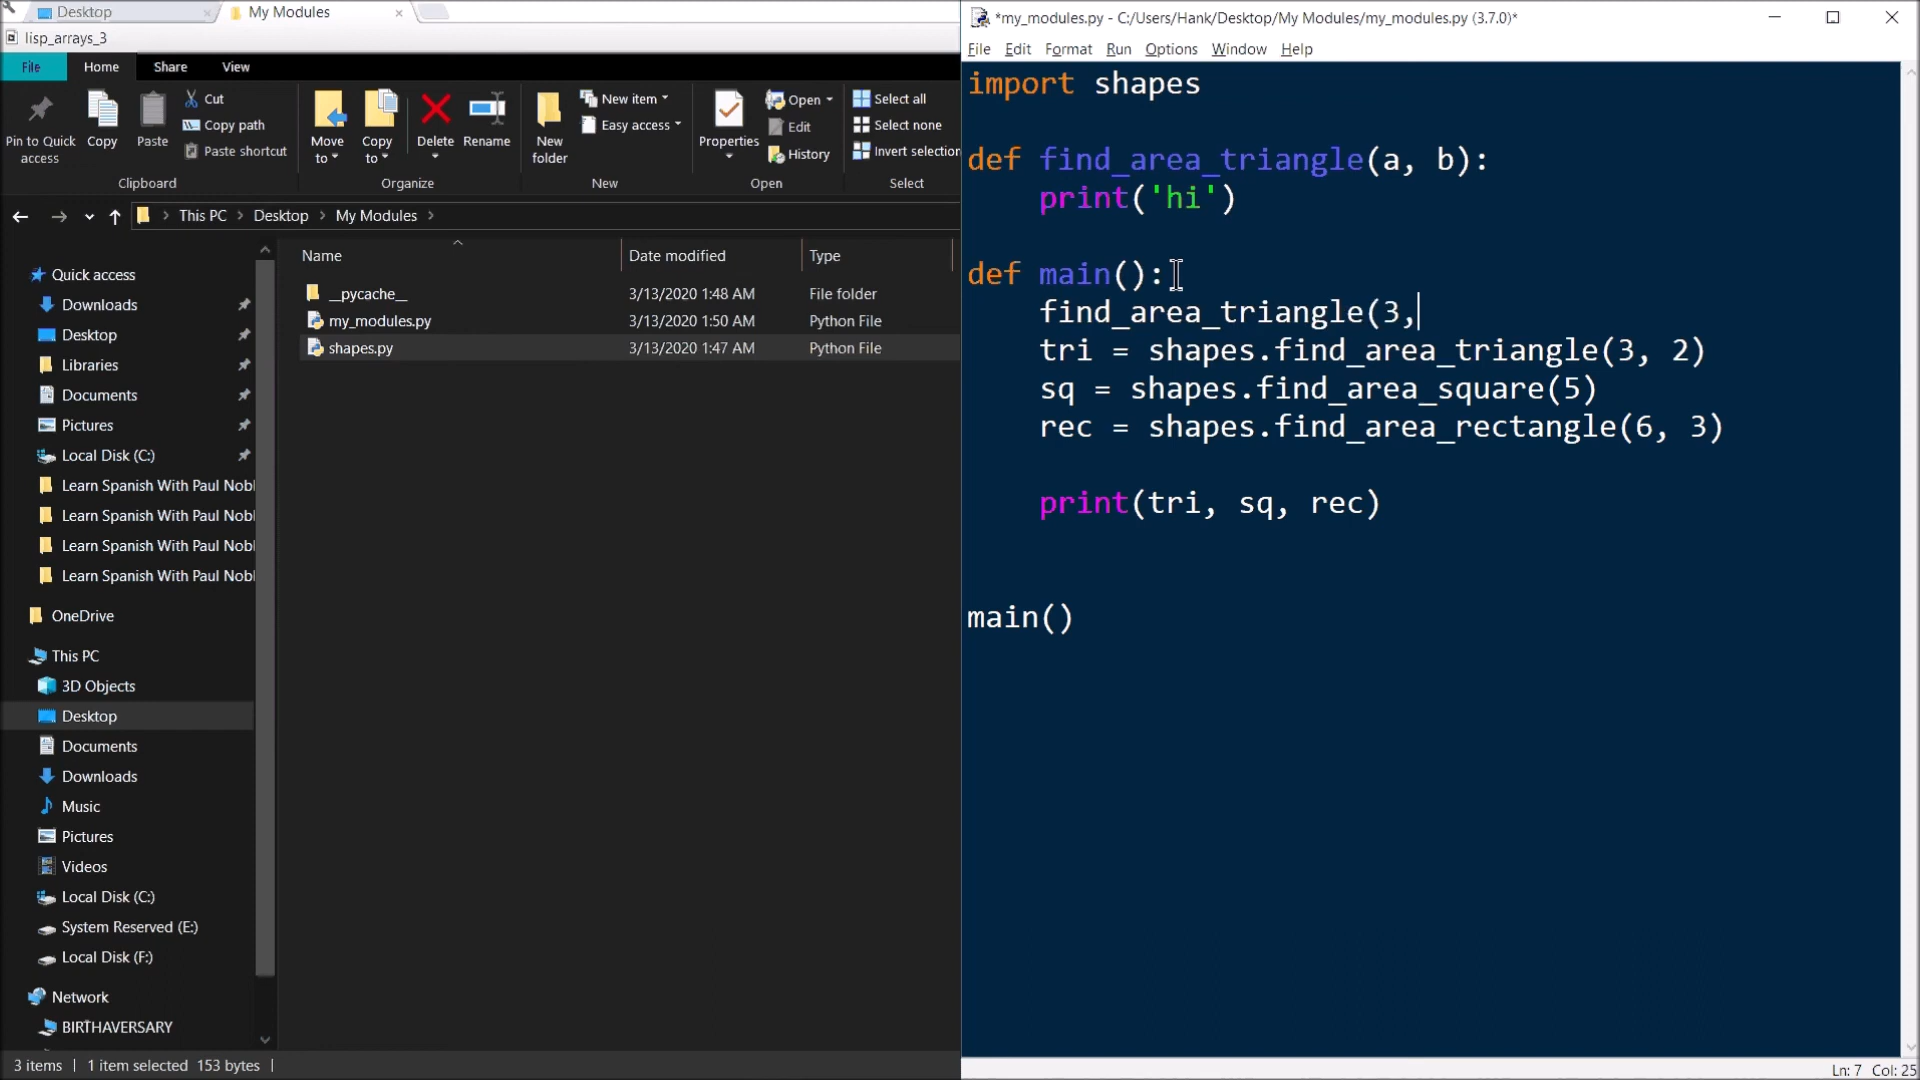 Desktop
My Modules
lisp_arrays_3
File Home Share View
Pin to Quick access
Copy
Paste
Cut
Copy path
Paste shortcut
Clipboard
Move to
Copy to
Delete
Rename
Organize
New folder
New item
Easy access
New
Properties
Open
Edit
History
Open
Select all
Select none
Invert selection
Select
This PC > Desktop > My Modules >
Quick access
Downloads
Desktop
Libraries
Documents
Pictures
Local Disk (C:)
Learn Spanish With Paul Nobl
Learn Spanish With Paul Nobl
Learn Spanish With Paul Nobl
Learn Spanish With Paul Nobl
OneDrive
This PC
3D Objects
Desktop
Documents
Downloads
Music
Pictures
Videos
Local Disk (C:)
System Reserved (E:)
Local Disk (F:)
Network
BIRTHAVERSARY
Name Date modified Type
__pycache__ 3/13/2020 1:48 AM File folder
my_modules.py 3/13/2020 1:50 AM Python File
shapes.py 3/13/2020 1:47 AM Python File
3 items 1 item selected 153 bytes
*my_modules.py - C:/Users/Hank/Desktop/My Modules/my_modules.py (3.7.0)*
File Edit Format Run Options Window Help
import shapes
def find_area_triangle(a, b):
print('hi')
def main():
find_area_triangle(3,
tri = shapes.find_area_triangle(3, 2)
sq = shapes.find_area_square(5)
rec = shapes.find_area_rectangle(6, 3)
print(tri, sq, rec)
main()
Ln: 7 Col: 25